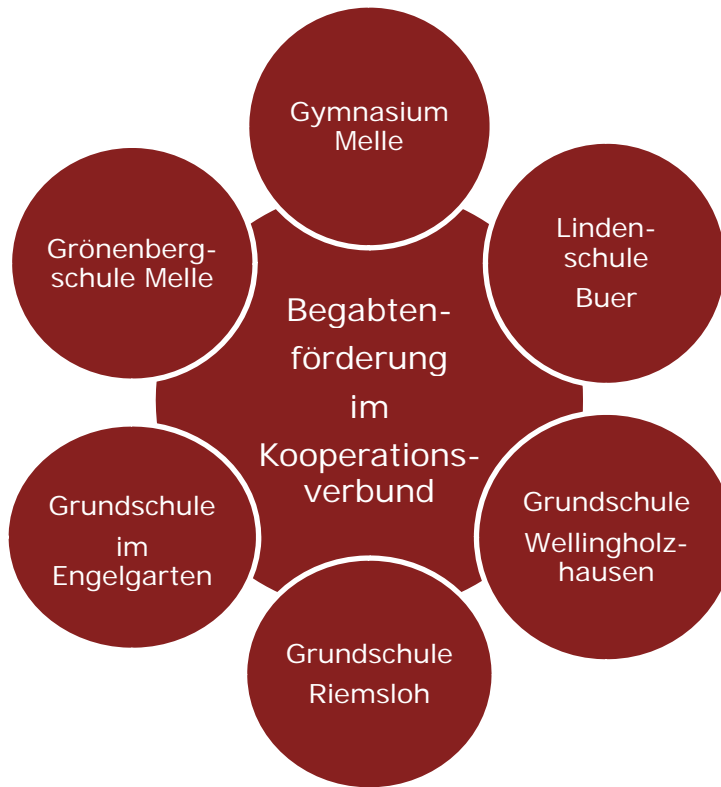 Gymnasium
Melle
Linden-
schule
Buer
Grundschule
Wellingholz-
hausen
Grundschule
Riemsloh
Grundschule
im
Engelgarten
Grönenberg-
schule Melle
Begabten-
förderung
im
Kooperations-
verbund